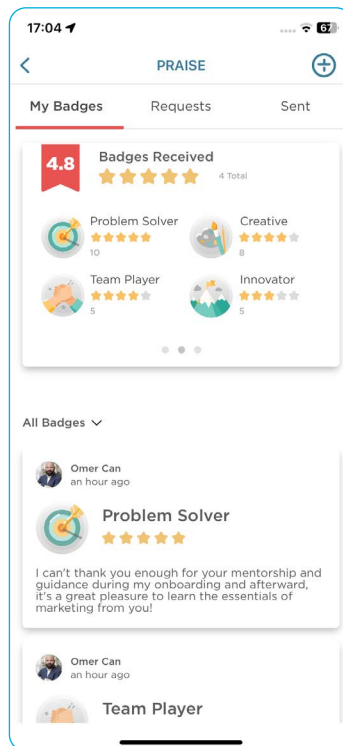 17:04
67
PRAISE
My Badges Requests Sent
4.8
Badges Received
4 Total
Problem Solver
10
Creative
8
Team Player
5
Innovator
5
All Badges
Omer Can
an hour ago
Problem Solver
I can't thank you enough for your mentorship and
guidance during my onboarding and afterward,
it's a great pleasure to learn the essentials of
marketing from you!
Omer Can
an hour ago
Team Player